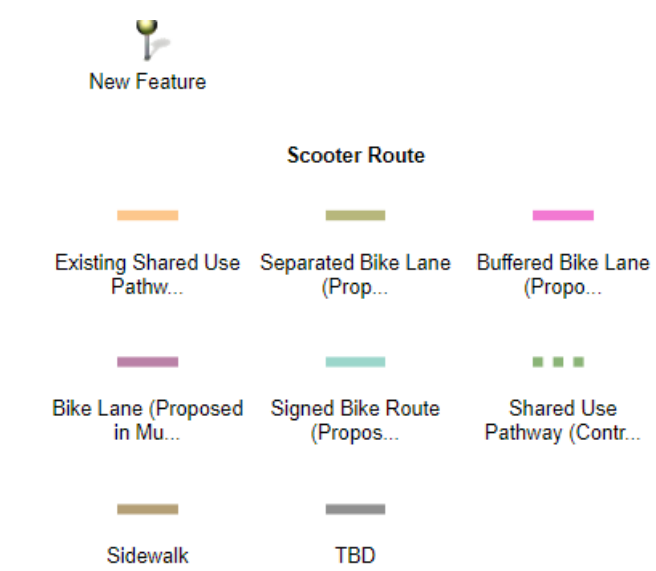 New Feature
Scooter Route
Existing Shared Use
Pathw...
Separated Bike Lane
(Prop...
Buffered Bike Lane
(Propo...
Bike Lane (Proposed
in Mu...
Signed Bike Route
(Propos...
Shared Use
Pathway (Contr...
Sidewalk
TBD